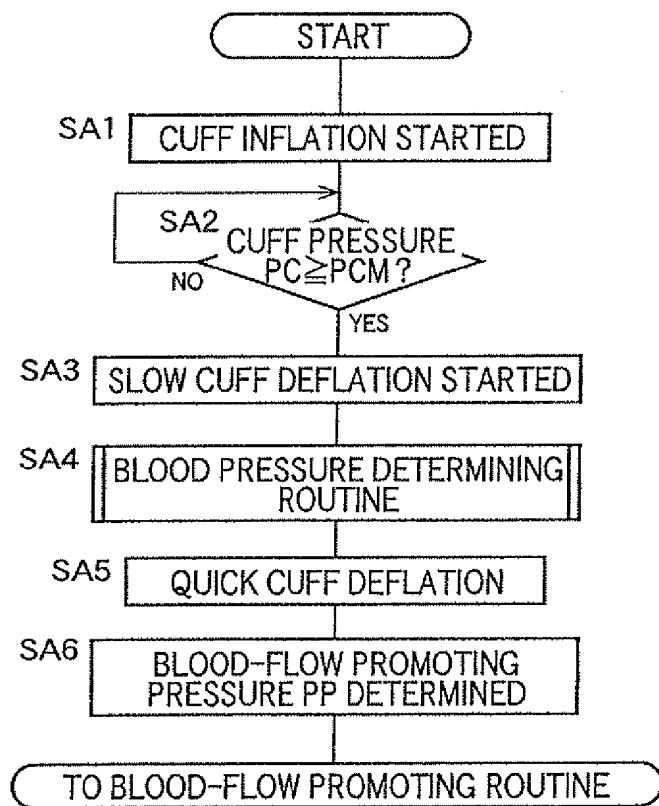 START
SA1 CUFF INFLATION STARTED
SA2
CUFF PRESSURE
PC≧PCM?
NO
YES
SA3 SLOW CUFF DEFLATION STARTED
SA4 BLOOD PRESSURE DETERMINING
ROUTINE
SA5 QUICK CUFF DEFLATION
SA6
BLOOD-FLOW PROMOTING
PRESSURE PP DETERMINED
TO BLOOD-FLOW PROMOTING ROUTINE